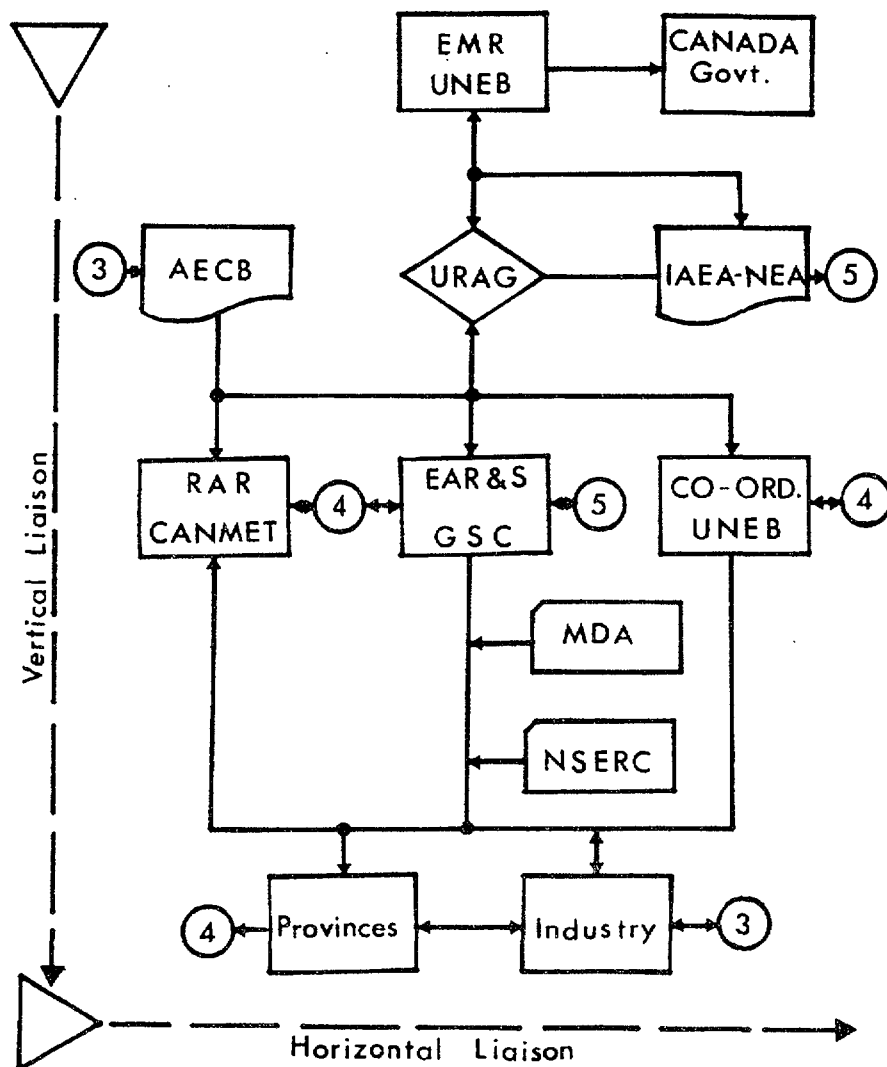 EMR
UNEB
CANADA
Govt.
3
AECB
URAG
IAEA-NEA
5
RAR
CANMET
4
EAR&S
GSC
5
CO-ORD.
UNEB
4
Vertical Liaison
MDA
NSERC
4
Provinces
Industry
3
Horizontal Liaison